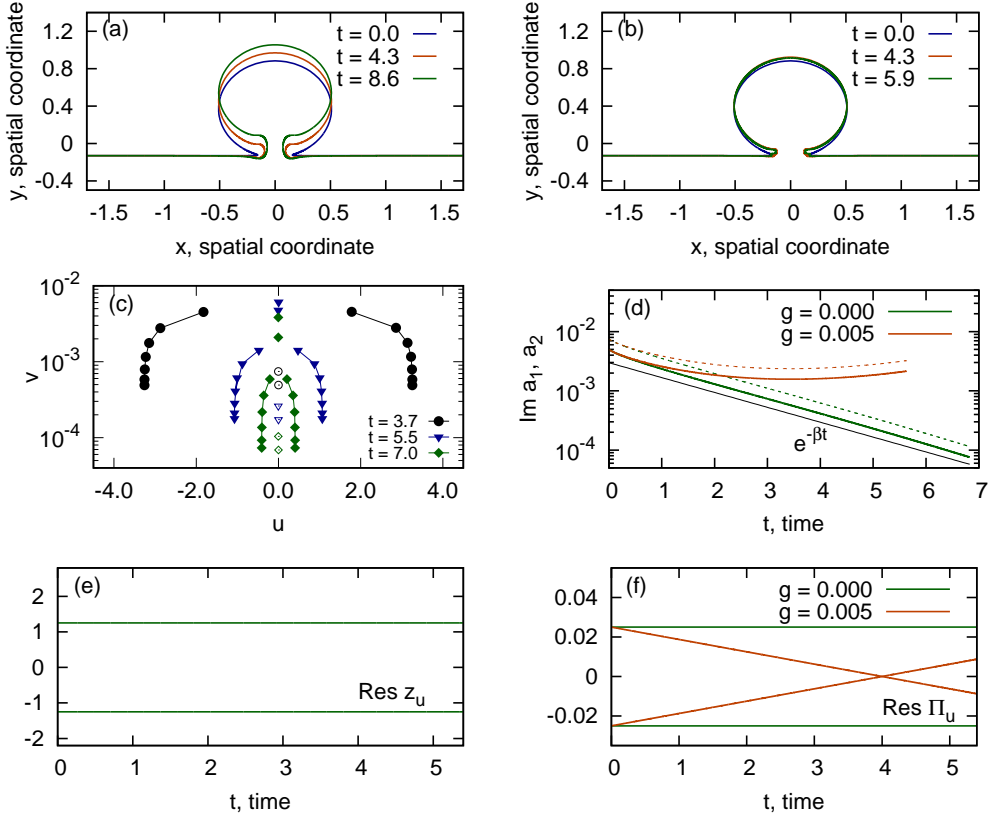 (a)
t = 0.0
t = 4.3
t = 8.6
y, spatial coordinate
1.2
0.8
0.4
0
-0.4
-1.5 -1 -0.5 0 0.5 1 1.5
x, spatial coordinate
(b)
t = 0.0
t = 4.3
t = 5.9
y, spatial coordinate
1.2
0.8
0.4
0
-0.4
-1.5 -1 -0.5 0 0.5 1 1.5
x, spatial coordinate
(c)
v
10⁻²
10⁻³
10⁻⁴
t = 3.7
t = 5.5
t = 7.0
-4.0 -2.0 0.0 2.0 4.0
u
(d)
g = 0.000
g = 0.005
Im a₁, a₂
10⁻²
10⁻³
10⁻⁴
e^-βt
0 1 2 3 4 5 6 7
t, time
(e)
2
1
0
-1
-2
Res z_u
0 1 2 3 4 5
t, time
(f)
g = 0.000
g = 0.005
0.04
0.02
0
-0.02
Res Π_u
0 1 2 3 4 5
t, time